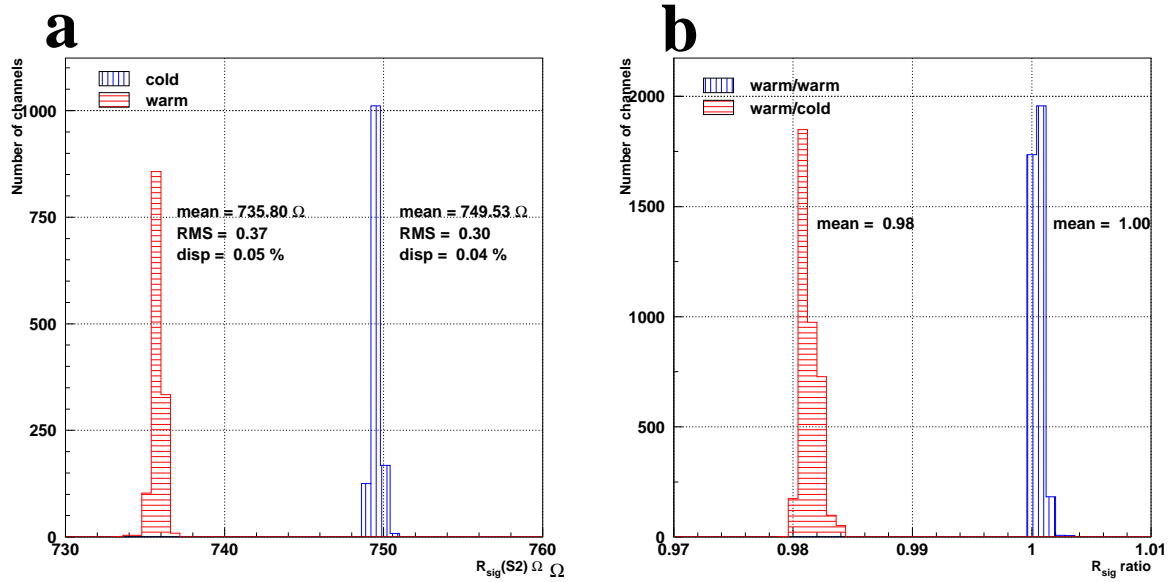 a
Number of channels
cold
warm
mean = 735.80 Ω
RMS = 0.37
disp = 0.05 %
mean = 749.53 Ω
RMS = 0.30
disp = 0.04 %
1000
750
500
250
0
730
740
750
760
R_sig(S2) Ω Ω
b
Number of channels
warm/warm
warm/cold
mean = 0.98
mean = 1.00
2000
1500
1000
500
0
0.97
0.98
0.99
1
1.01
R_sig ratio